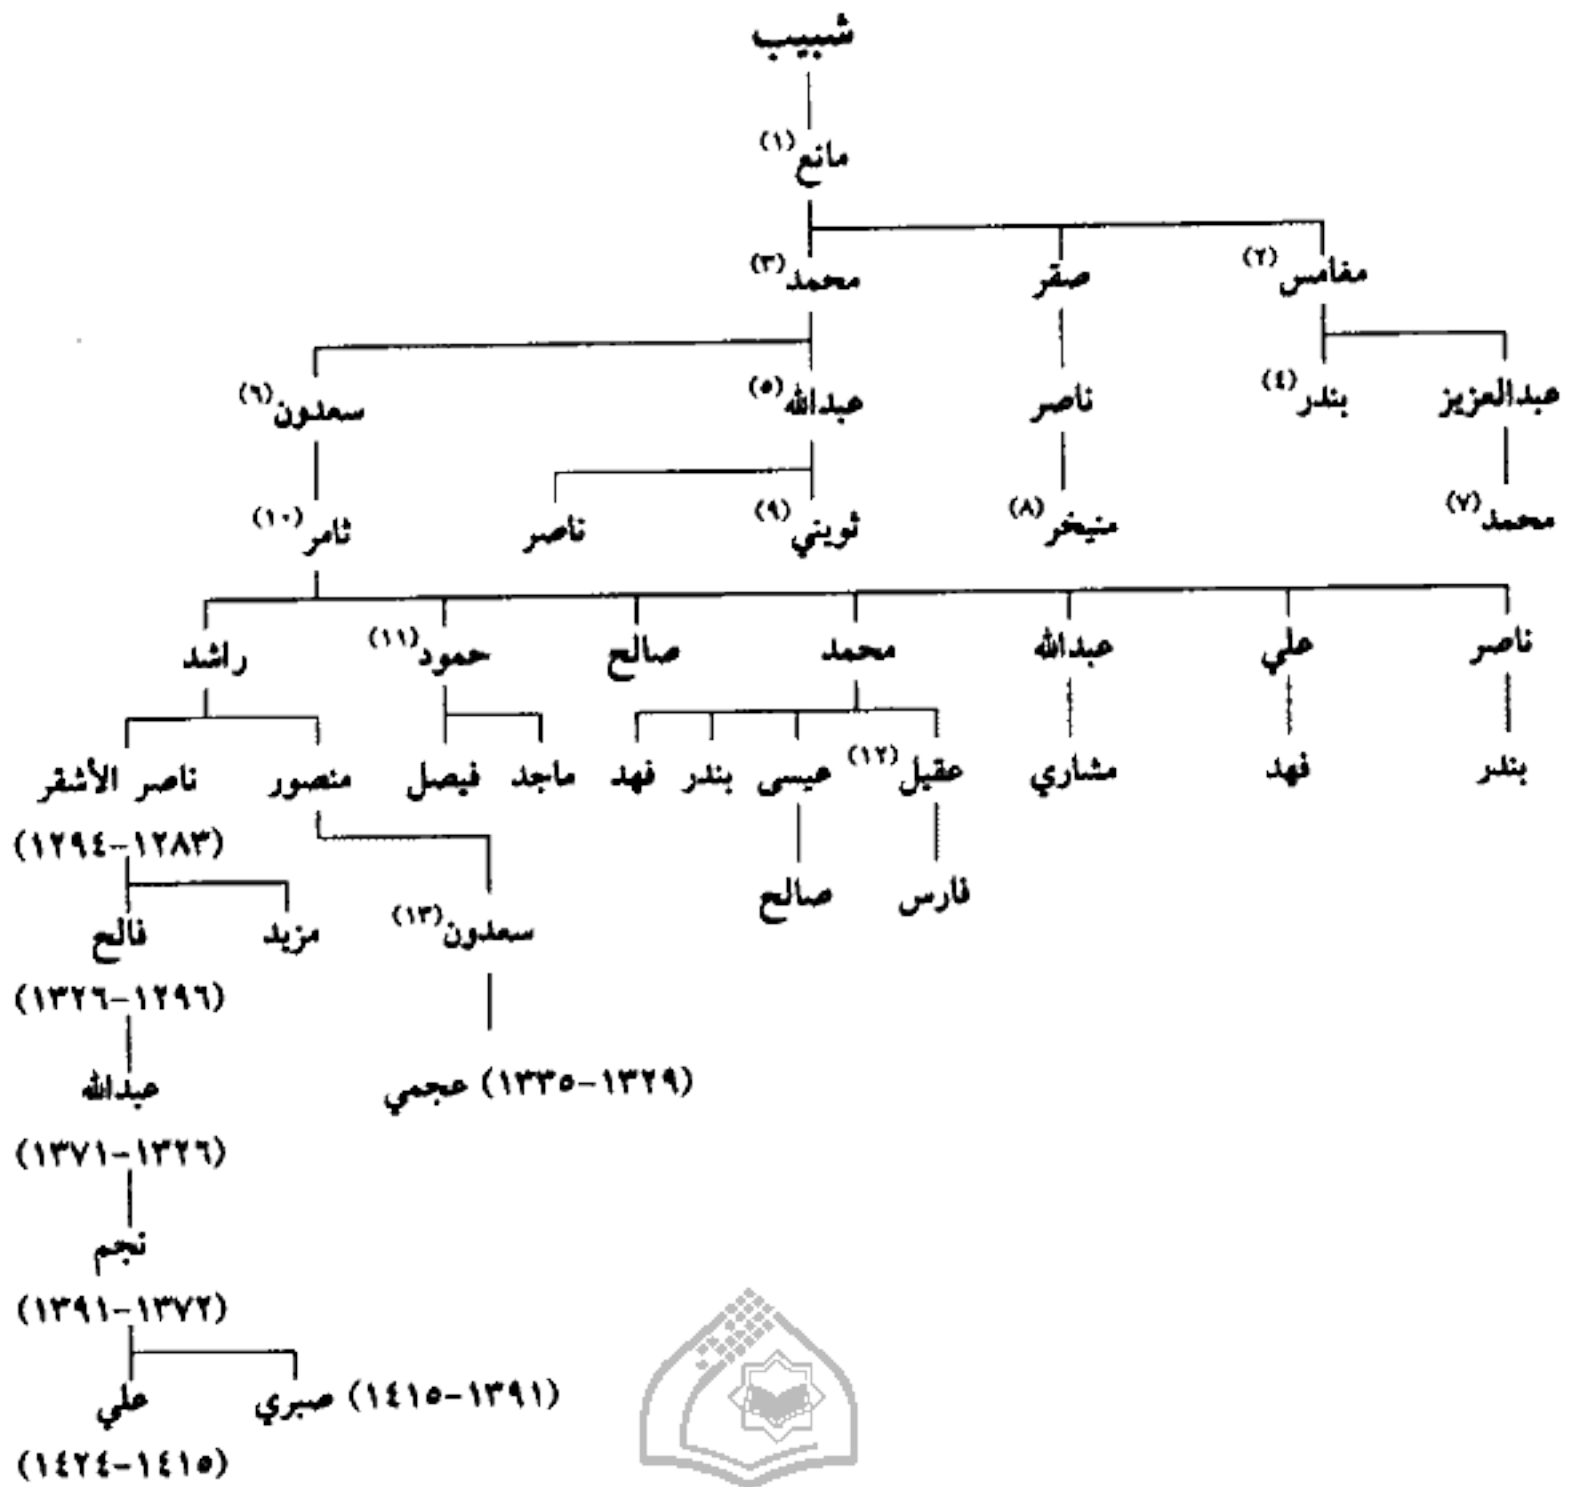 شبيب
مانع (١)
مغامس (٢) صقر محمد (٣)
عبدالعزيز بندر (٤) ناصر عبدالله (٥) سعدون (٦)
محمد (٧) منيخر (٨) ثويني (٩) ناصر ثامر (١٠)
ناصر علي عبدالله محمد صالح حمود (١١) راشد
بندر فهد مشاري عقيل (١٢) عيسى بندر فهد ماجد فيصل منصور ناصر الأشقر
(١٢٨٣-١٢٩٤)
فارس صالح سعدون (١٣) مزيد فالح
(١٢٩٦-١٣٢٦)
عجمي (١٣٢٩-١٣٣٥) عبدالله
(١٣٢٦-١٣٧١)
نجم
(١٣٧٢-١٣٩١)
صبري (١٣٩١-١٤١٥) علي
(١٤١٥-١٤٢٤)